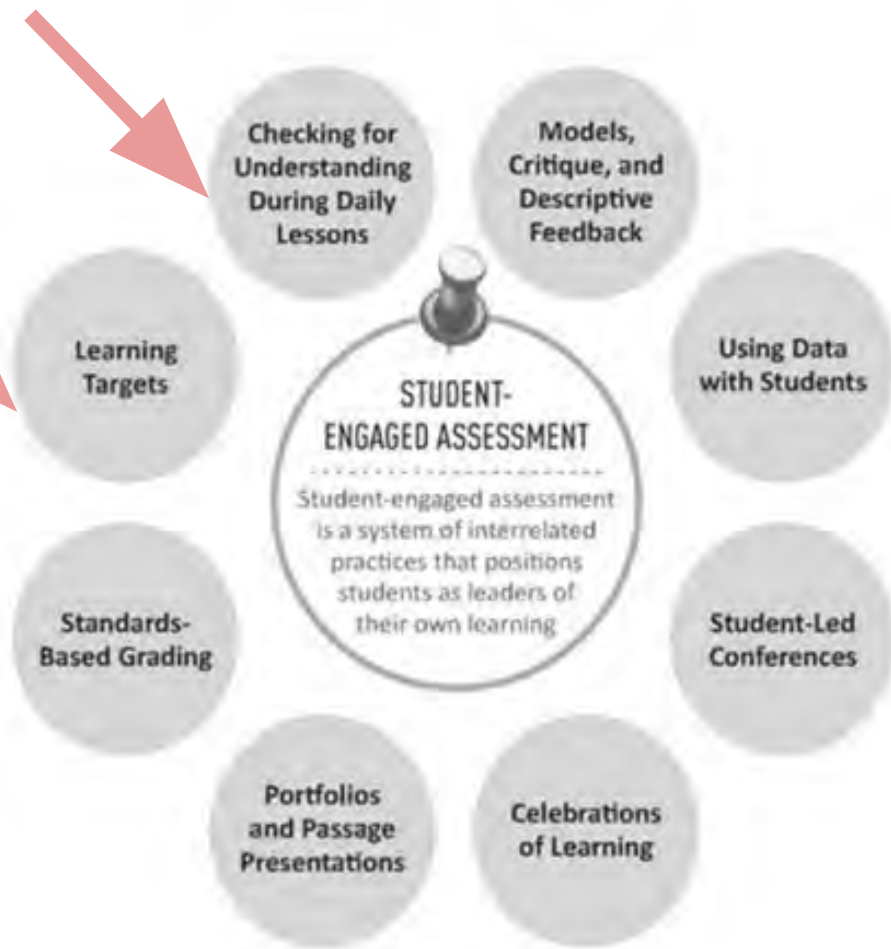 Checking for
Understanding
During Daily
Lessons
Models,
Critique, and
Descriptive
Feedback
Learning
Targets
Using Data
with Students
STUDENT-
ENGAGED ASSESSMENT
Student-engaged assessment
is a system of interrelated
practices that positions
students as leaders of
their own learning
Standards-
Based Grading
Student-Led
Conferences
Portfolios
and Passage
Presentations
Celebrations
of Learning